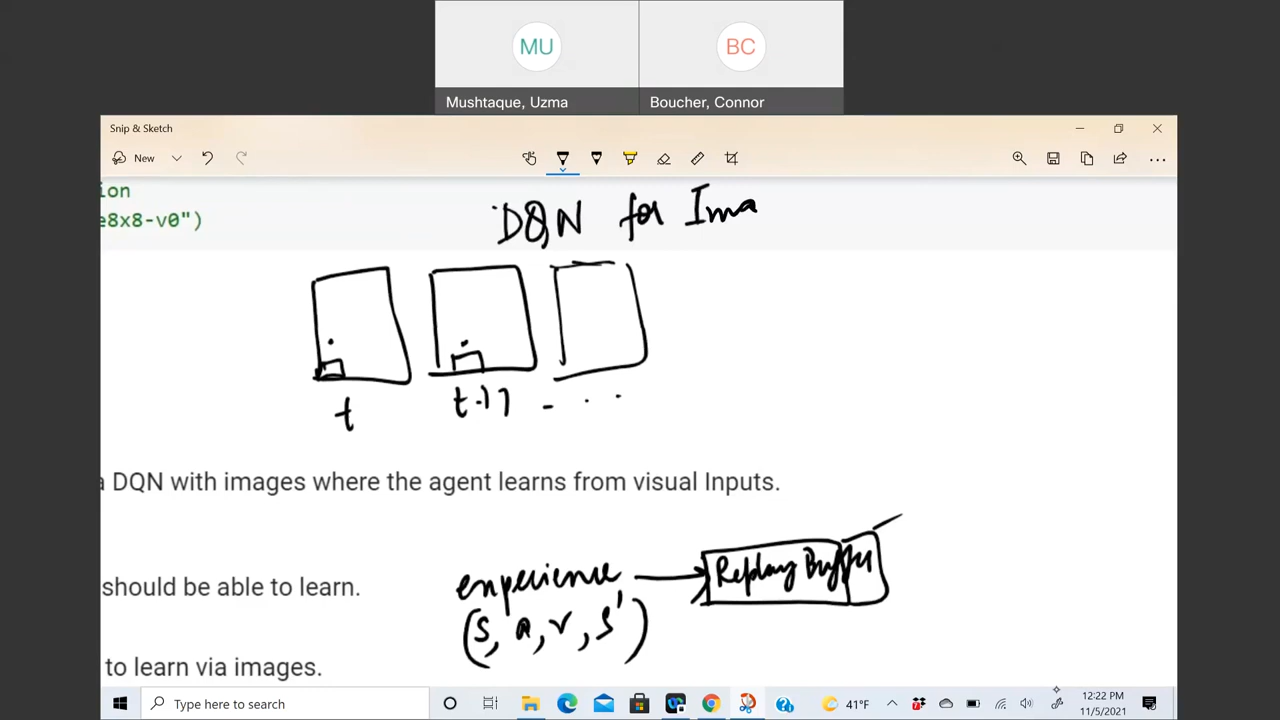 MU
BC
Mushtaque, Uzma
Boucher, Connor
Snip & Sketch
New
ion
e8x8-v0")
DQN for Ima
t
t+1
a DQN with images where the agent learns from visual Inputs.
experience
Replay Buffer
should be able to learn.
(s, a, r, s')
to learn via images.
Type here to search
41°F
12:22 PM
11/5/2021